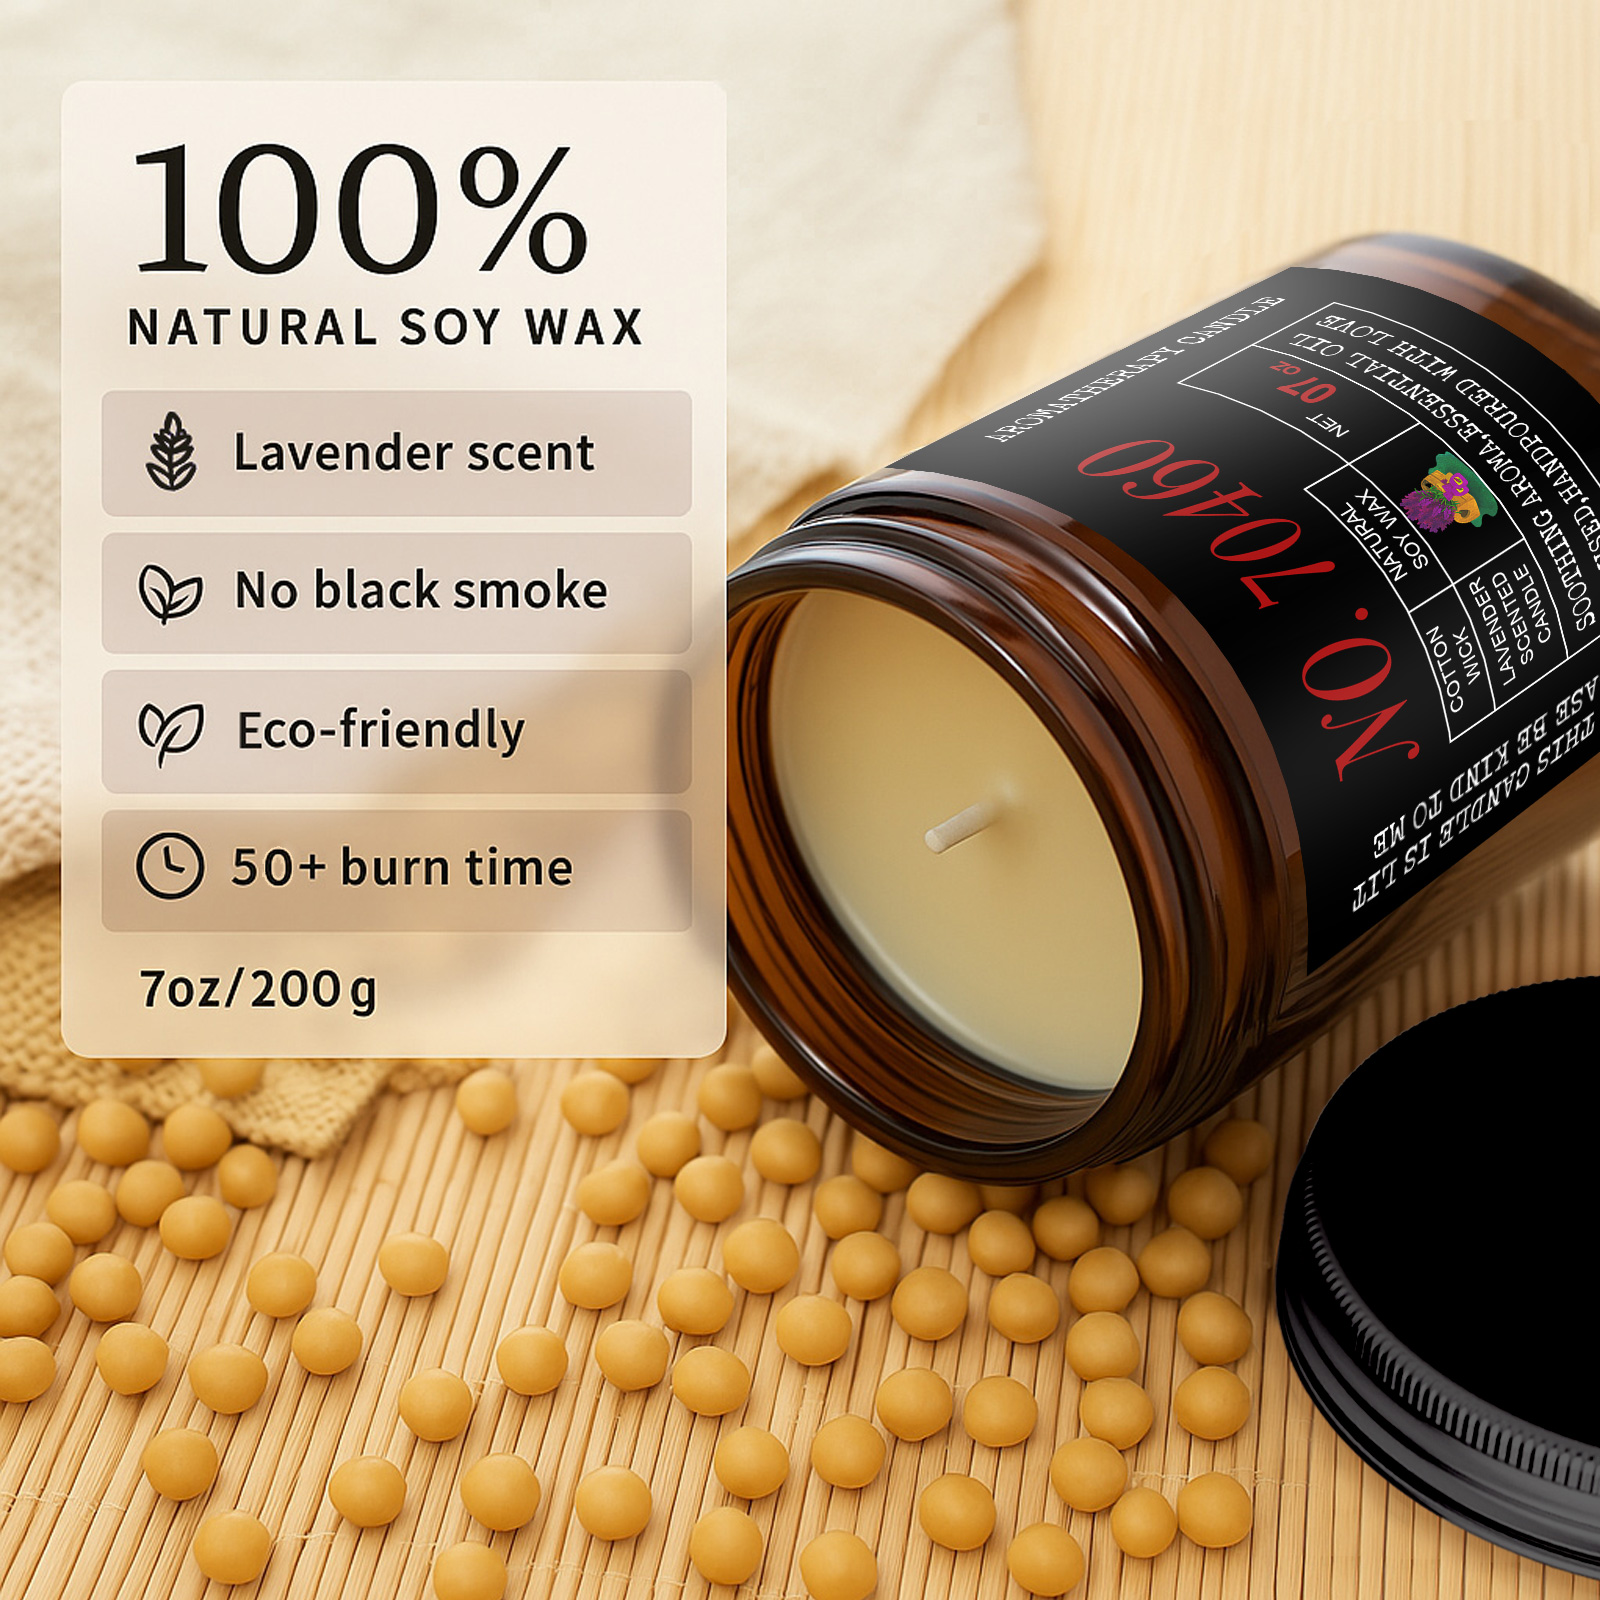 100%
NATURAL SOY WAX
Lavender scent
No black smoke
Eco-friendly
50+ burn time
7oz/200g
AROMATHERAPY CANDLE
NO. 70460
NET 07 OZ
NATURAL
SOY WAX
COTTON
WICK
LAVENDER
SCENTED
CANDLE
SOOTHING AROMA,ESSENTIAL OIL
HANDPOURED WITH LOVE
THIS CANDLE IS LIT
BE KIND TO ME